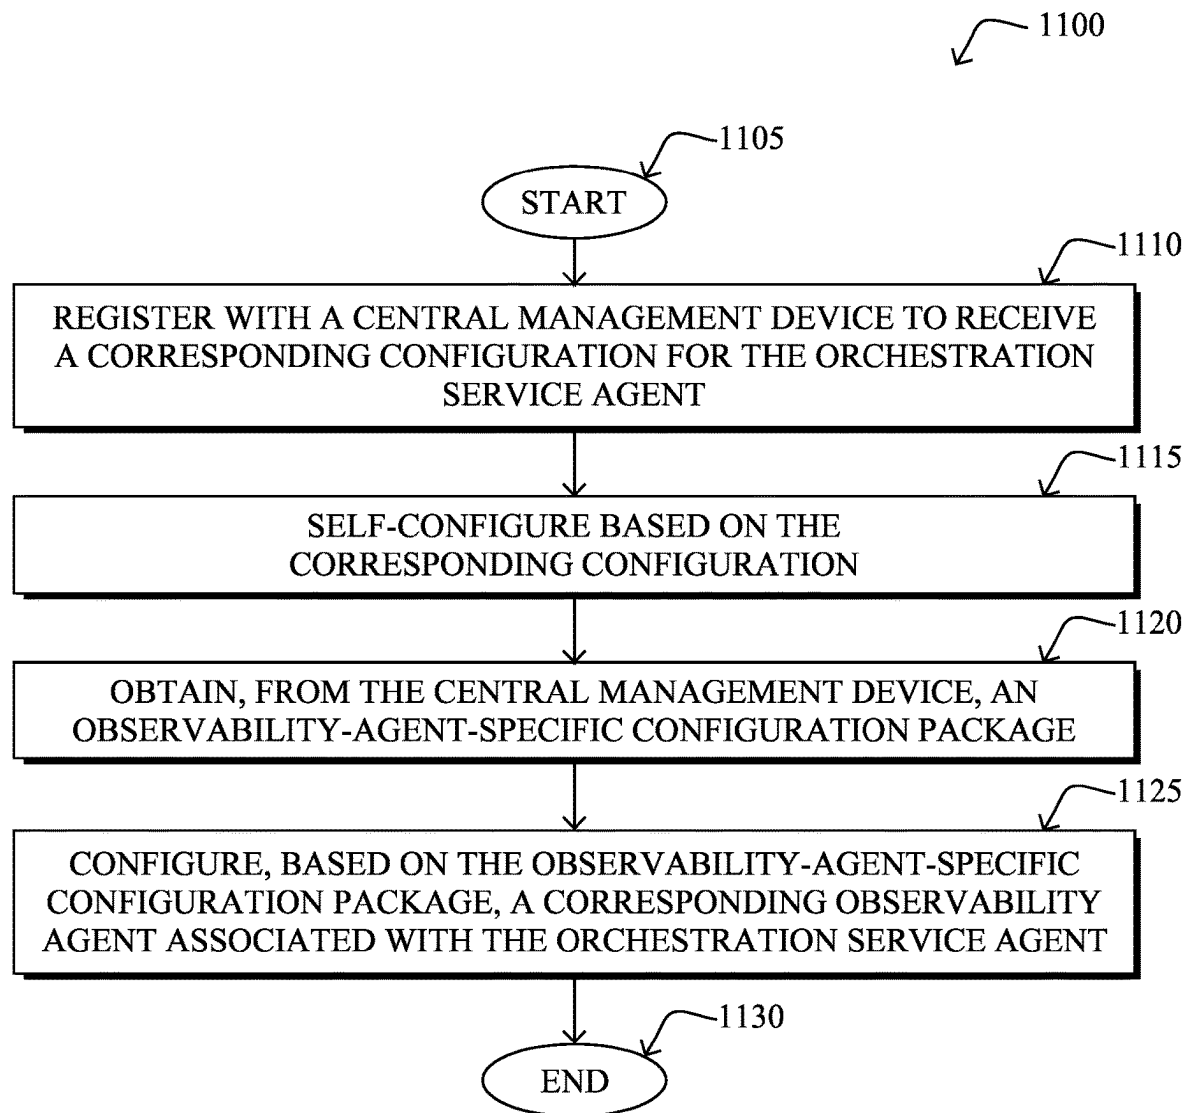 1100
1105
START
1110
REGISTER WITH A CENTRAL MANAGEMENT DEVICE TO RECEIVE
A CORRESPONDING CONFIGURATION FOR THE ORCHESTRATION
SERVICE AGENT
1115
SELF-CONFIGURE BASED ON THE
CORRESPONDING CONFIGURATION
1120
OBTAIN, FROM THE CENTRAL MANAGEMENT DEVICE, AN
OBSERVABILITY-AGENT-SPECIFIC CONFIGURATION PACKAGE
1125
CONFIGURE, BASED ON THE OBSERVABILITY-AGENT-SPECIFIC
CONFIGURATION PACKAGE, A CORRESPONDING OBSERVABILITY
AGENT ASSOCIATED WITH THE ORCHESTRATION SERVICE AGENT
1130
END